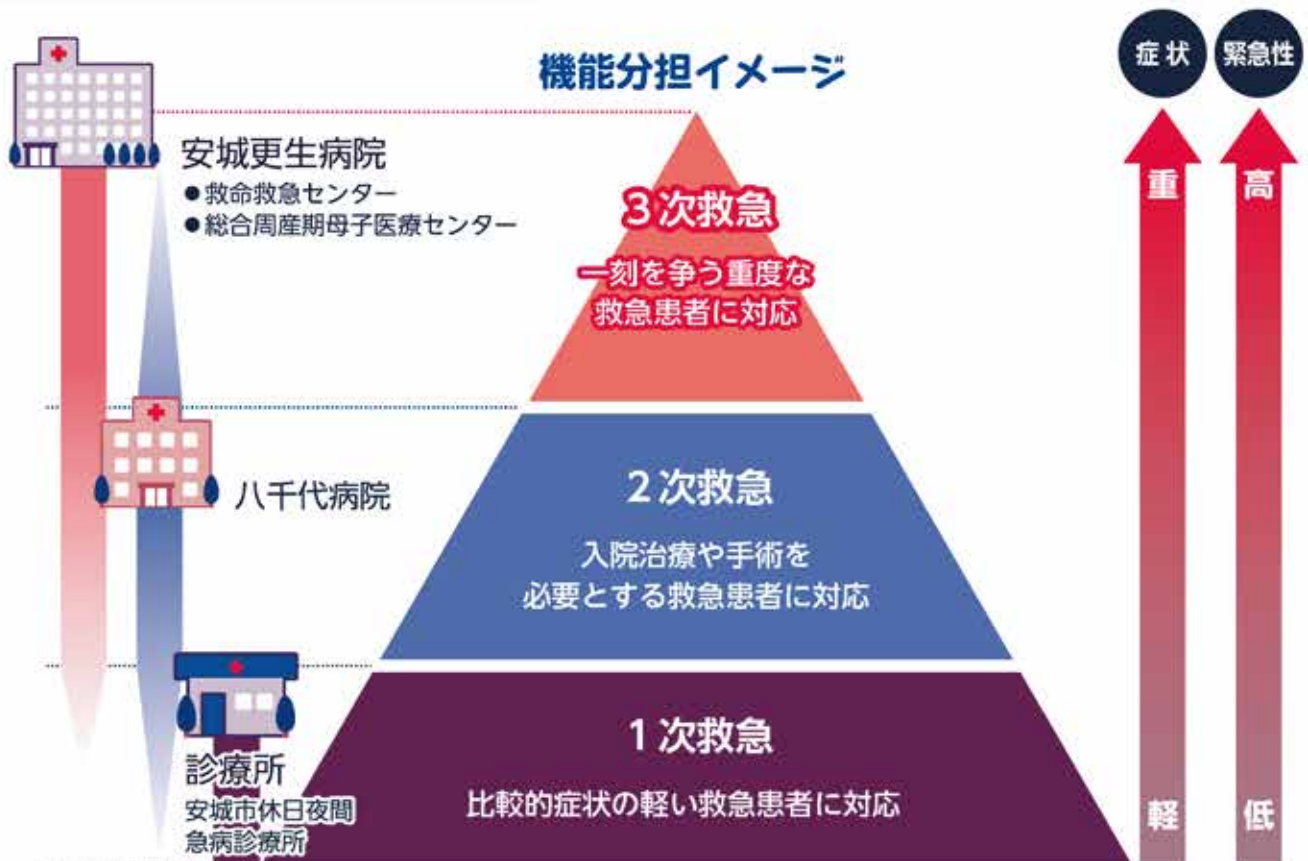 機能分担イメージ
症状
緊急性
安城更生病院
●救命救急センター
●総合周産期母子医療センター
3次救急
一刻を争う重度な
救急患者に対応
重
高
八千代病院
2次救急
入院治療や手術を
必要とする救急患者に対応
診療所
安城市休日夜間
急病診療所
1次救急
比較的症状の軽い救急患者に対応
軽
低